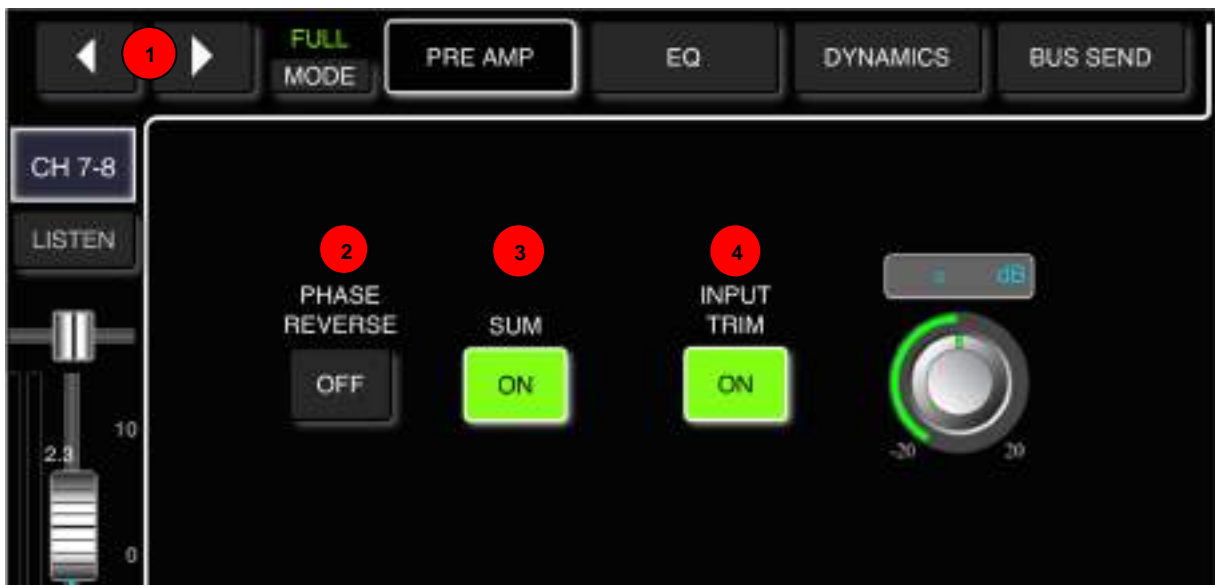 1
FULL
MODE
PRE AMP
EQ
DYNAMICS
BUS SEND
CH 7-8
LISTEN
2
3
4
PHASE
REVERSE
SUM
INPUT
TRIM
dB
OFF
ON
ON
10
2.3
-20
20
0